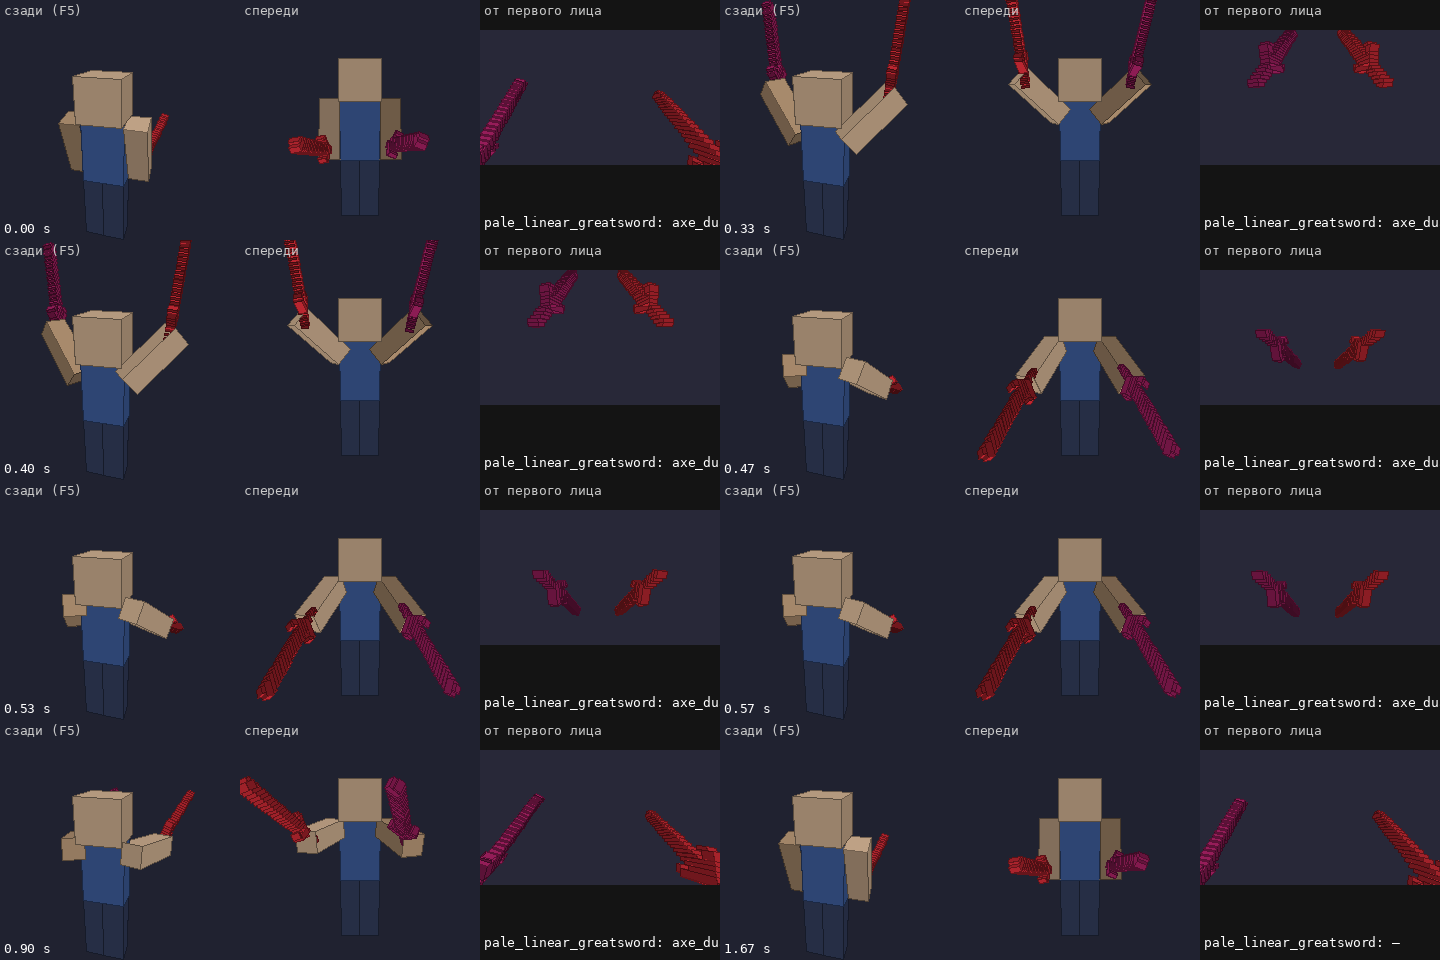 сзади (F5) спереди от первого лица сзади (F5) спереди от первого лица
pale_linear_greatsword: axe_du pale_linear_greatsword: axe_du
0.00 s 0.33 s
сзади (F5) спереди от первого лица сзади (F5) спереди от первого лица
pale_linear_greatsword: axe_du pale_linear_greatsword: axe_du
0.40 s 0.47 s
сзади (F5) спереди от первого лица сзади (F5) спереди от первого лица
pale_linear_greatsword: axe_du pale_linear_greatsword: axe_du
0.53 s 0.57 s
сзади (F5) спереди от первого лица сзади (F5) спереди от первого лица
pale_linear_greatsword: axe_du pale_linear_greatsword: —
0.90 s 1.67 s